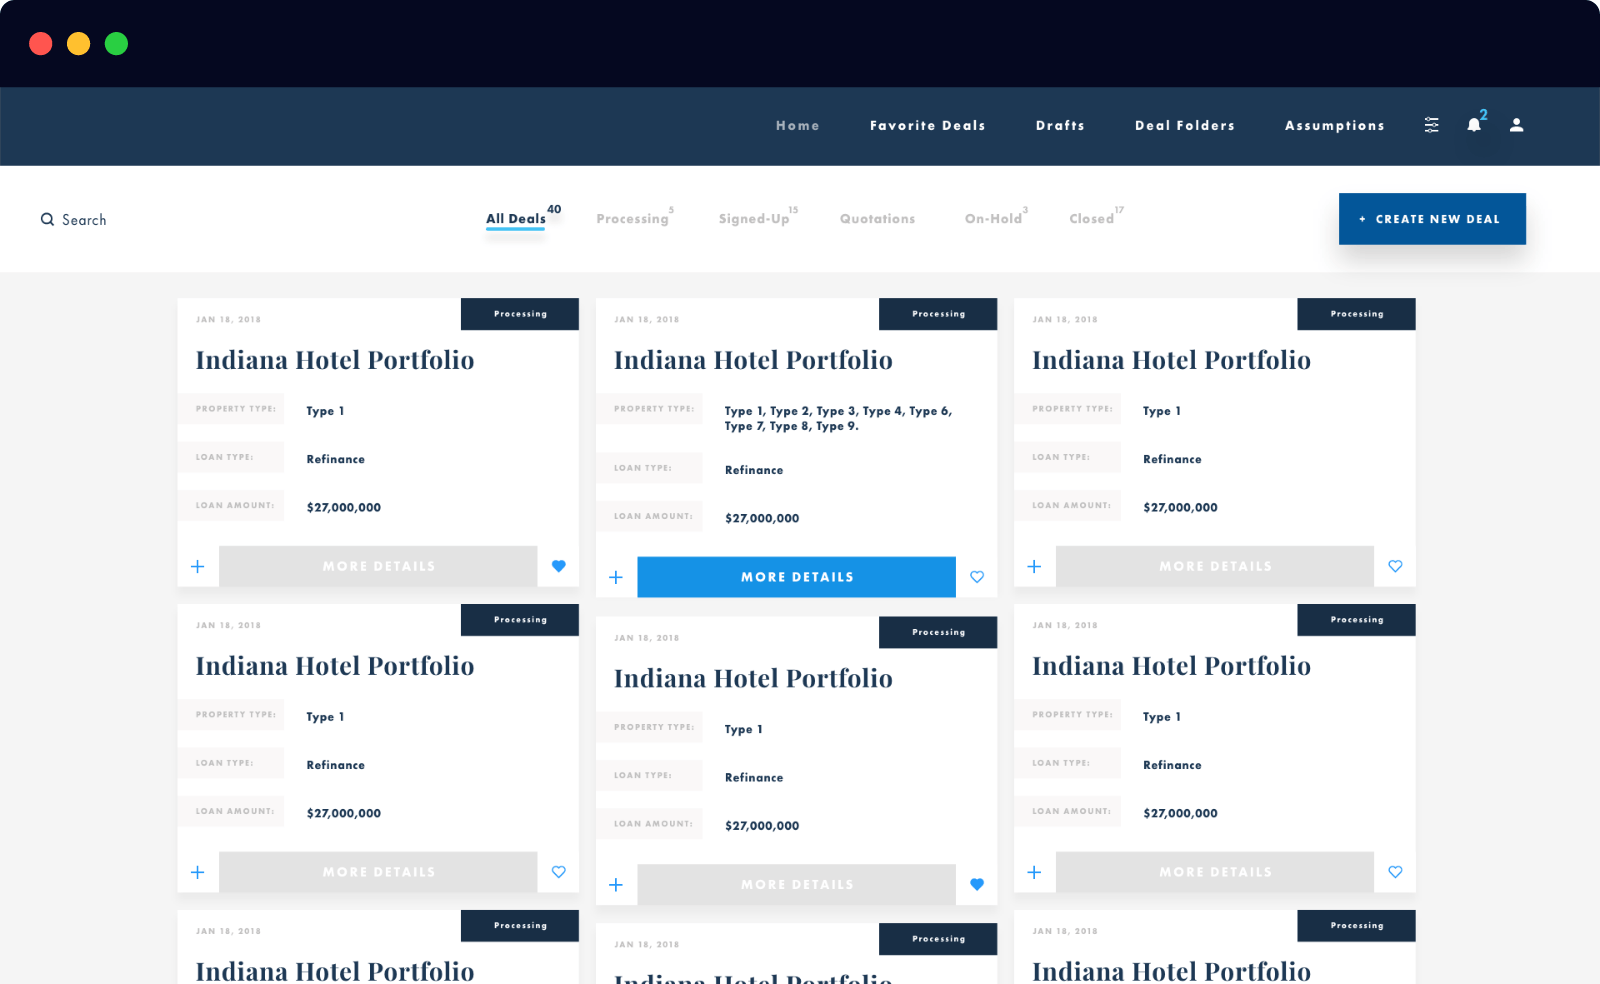 Home
Favorite Deals
Drafts
Deal Folders
Assumptions
2
Search
All Deals 40
Processing 5
Signed-Up 15
Quotations
On-Hold 3
Closed 17
+ CREATE NEW DEAL
JAN 18, 2018
Processing
Indiana Hotel Portfolio
PROPERTY TYPE:
Type 1
LOAN TYPE:
Refinance
LOAN AMOUNT:
$27,000,000
MORE DETAILS
JAN 18, 2018
Processing
Indiana Hotel Portfolio
PROPERTY TYPE:
Type 1, Type 2, Type 3, Type 4, Type 6,
Type 7, Type 8, Type 9.
LOAN TYPE:
Refinance
LOAN AMOUNT:
$27,000,000
MORE DETAILS
JAN 18, 2018
Processing
Indiana Hotel Portfolio
PROPERTY TYPE:
Type 1
LOAN TYPE:
Refinance
LOAN AMOUNT:
$27,000,000
MORE DETAILS
JAN 18, 2018
Processing
Indiana Hotel Portfolio
PROPERTY TYPE:
Type 1
LOAN TYPE:
Refinance
LOAN AMOUNT:
$27,000,000
MORE DETAILS
JAN 18, 2018
Processing
Indiana Hotel Portfolio
PROPERTY TYPE:
Type 1
LOAN TYPE:
Refinance
LOAN AMOUNT:
$27,000,000
MORE DETAILS
JAN 18, 2018
Processing
Indiana Hotel Portfolio
PROPERTY TYPE:
Type 1
LOAN TYPE:
Refinance
LOAN AMOUNT:
$27,000,000
MORE DETAILS
JAN 18, 2018
Processing
Indiana Hotel Portfolio
JAN 18, 2018
Processing
Indiana Hotel Portfolio
JAN 18, 2018
Processing
Indiana Hotel Portfolio